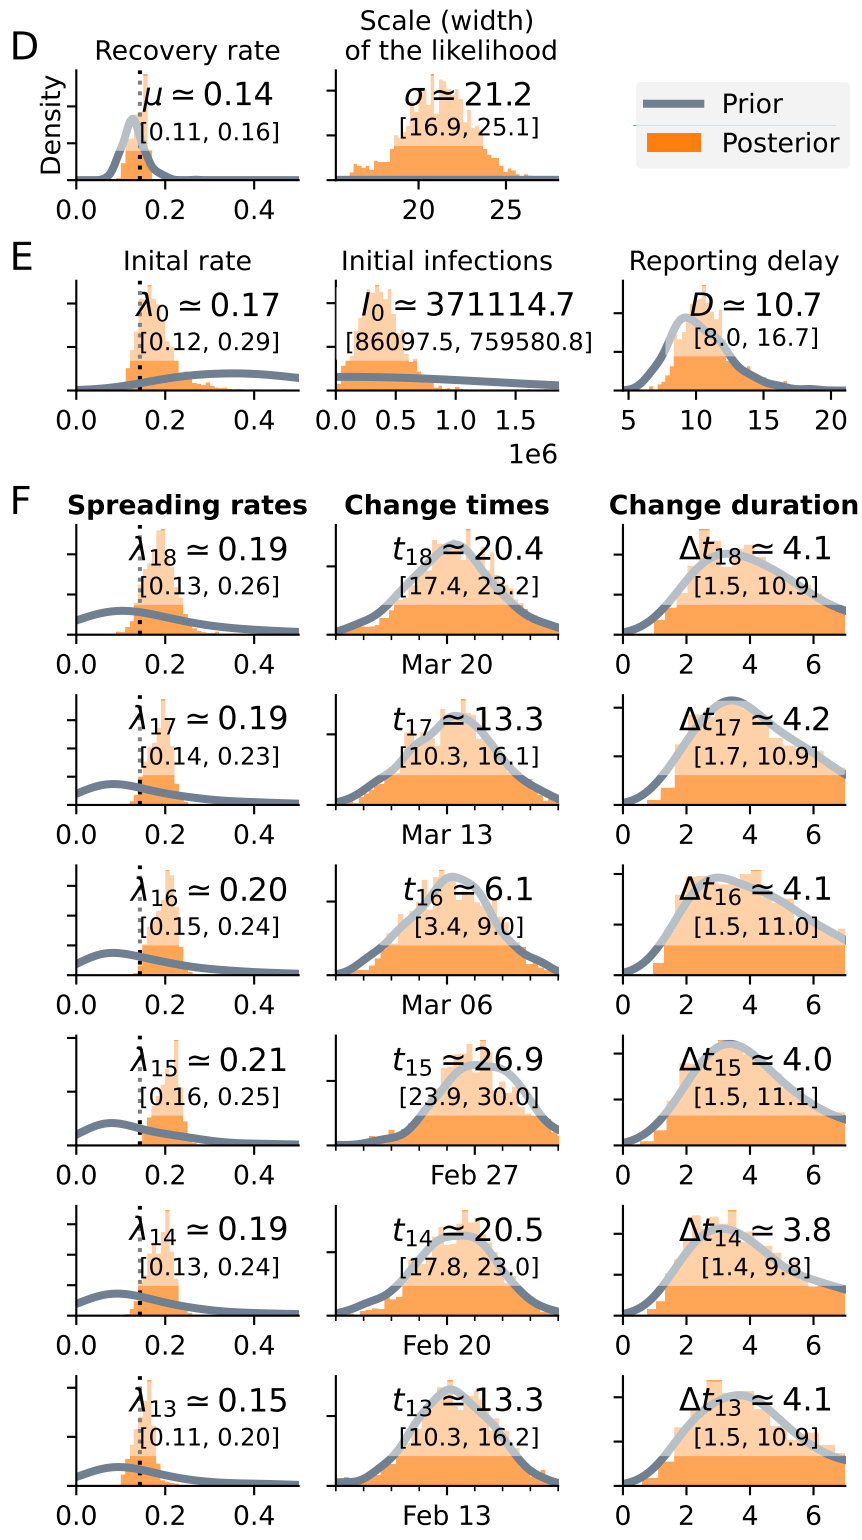 D
Recovery rate
Scale (width)
of the likelihood
Density
μ ≃ 0.14
[0.11, 0.16]
0.0 0.2 0.4
σ ≃ 21.2
[16.9, 25.1]
20 25
Prior
Posterior
E
Inital rate
λ0 ≃ 0.17
[0.12, 0.29]
0.0 0.2 0.4
Initial infections
I0 ≃ 371114.7
[86097.5, 759580.8]
0.0 0.5 1.0 1.5
1e6
Reporting delay
D ≃ 10.7
[8.0, 16.7]
5 10 15 20
F
Spreading rates
Change times
Change duration
λ18 ≃ 0.19
[0.13, 0.26]
0.0 0.2 0.4
t18 ≃ 20.4
[17.4, 23.2]
Mar 20
Δt18 ≃ 4.1
[1.5, 10.9]
0 2 4 6
λ17 ≃ 0.19
[0.14, 0.23]
0.0 0.2 0.4
t17 ≃ 13.3
[10.3, 16.1]
Mar 13
Δt17 ≃ 4.2
[1.7, 10.9]
0 2 4 6
λ16 ≃ 0.20
[0.15, 0.24]
0.0 0.2 0.4
t16 ≃ 6.1
[3.4, 9.0]
Mar 06
Δt16 ≃ 4.1
[1.5, 11.0]
0 2 4 6
λ15 ≃ 0.21
[0.16, 0.25]
0.0 0.2 0.4
t15 ≃ 26.9
[23.9, 30.0]
Feb 27
Δt15 ≃ 4.0
[1.5, 11.1]
0 2 4 6
λ14 ≃ 0.19
[0.13, 0.24]
0.0 0.2 0.4
t14 ≃ 20.5
[17.8, 23.0]
Feb 20
Δt14 ≃ 3.8
[1.4, 9.8]
0 2 4 6
λ13 ≃ 0.15
[0.11, 0.20]
0.0 0.2 0.4
t13 ≃ 13.3
[10.3, 16.2]
Feb 13
Δt13 ≃ 4.1
[1.5, 10.9]
0 2 4 6